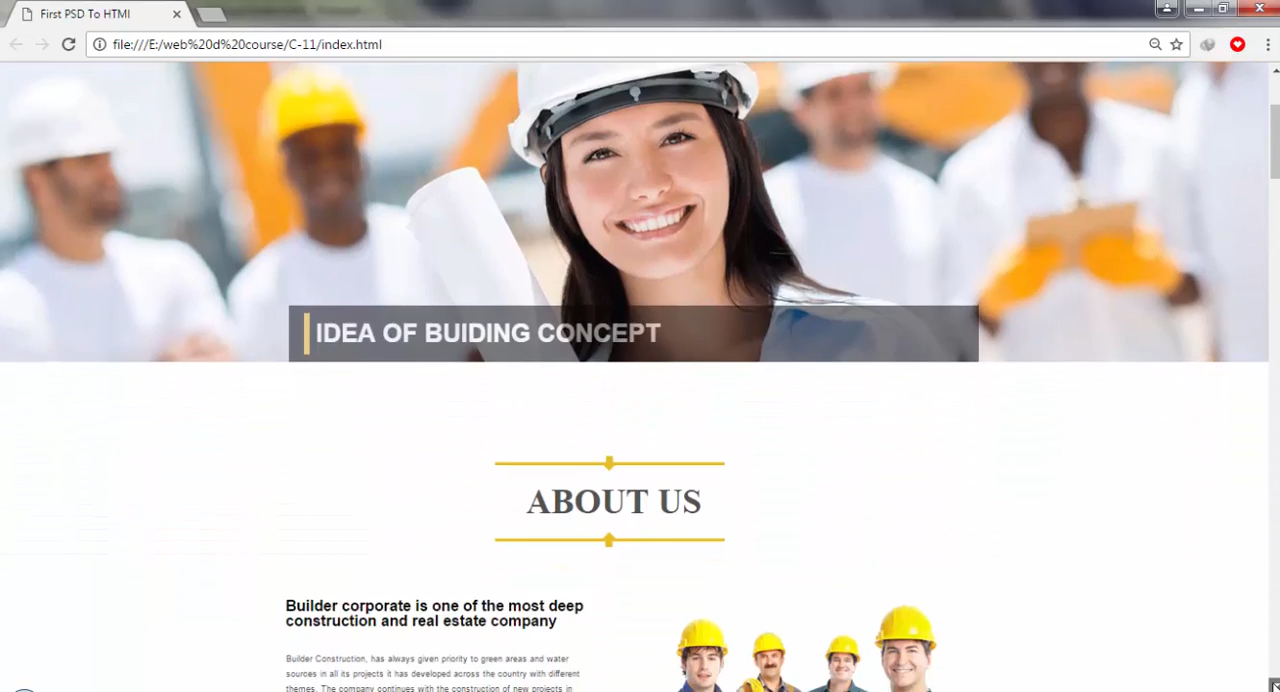 First PSD To HTMl
file:///E:/web%20d%20course/C-11/index.html
IDEA OF BUIDING CONCEPT
ABOUT US
Builder corporate is one of the most deep
construction and real estate company
Builder Construction, has always given priority to green areas and water
sources in all its projects it has developed across the country with different
themes. The company continues with the construction of new projects in